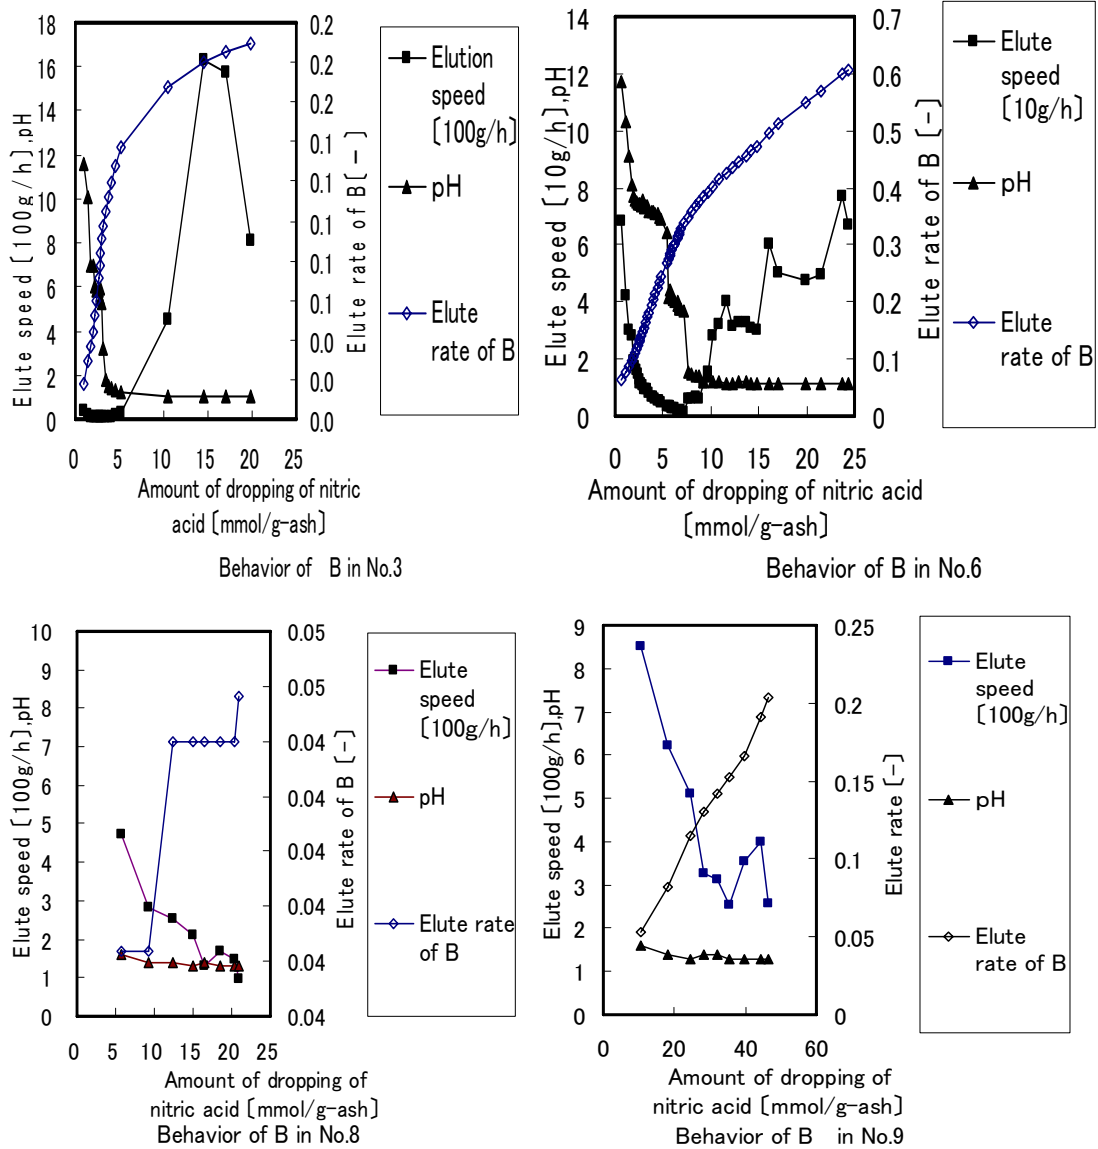 Elute speed [100g/h],pH
18
16
14
12
10
8
6
4
2
0
0.2
0.2
0.2
0.1
0.1
0.1
0.1
0.1
0.0
0.0
0.0
Elute rate of B [-]
0 5 10 15 20 25
Amount of dropping of nitric
acid [mmol/g-ash]
Elution
speed
[100g/h]
pH
Elute
rate of B
Behavior of B in No.3
Elute speed [10g/h],pH
14
12
10
8
6
4
2
0
0.7
0.6
0.5
0.4
0.3
0.2
0.1
0
Elute rate of B [-]
0 5 10 15 20 25
Amount of dropping of nitric acid
[mmol/g-ash]
Elute
speed
[10g/h]
pH
Elute
rate of B
Behavior of B in No.6
Elute speed [100g/h],pH
10
9
8
7
6
5
4
3
2
1
0
0.05
0.05
0.04
0.04
0.04
0.04
0.04
0.04
Elute rate of B [-]
0 5 10 15 20 25
Amount of dropping of
nitric acid [mmol/g-ash]
Elute
speed
[100g/h]
pH
Elute rate
of B
Behavior of B in No.8
Elute speed [100g/h],pH
9
8
7
6
5
4
3
2
1
0
0.25
0.2
0.15
0.1
0.05
0
Elute rate [-]
0 20 40 60
Amount of dropping of
nitric acid [mmol/g-ash]
Elute
speed
[100g/h]
pH
Elute
rate of B
Behavior of B in No.9